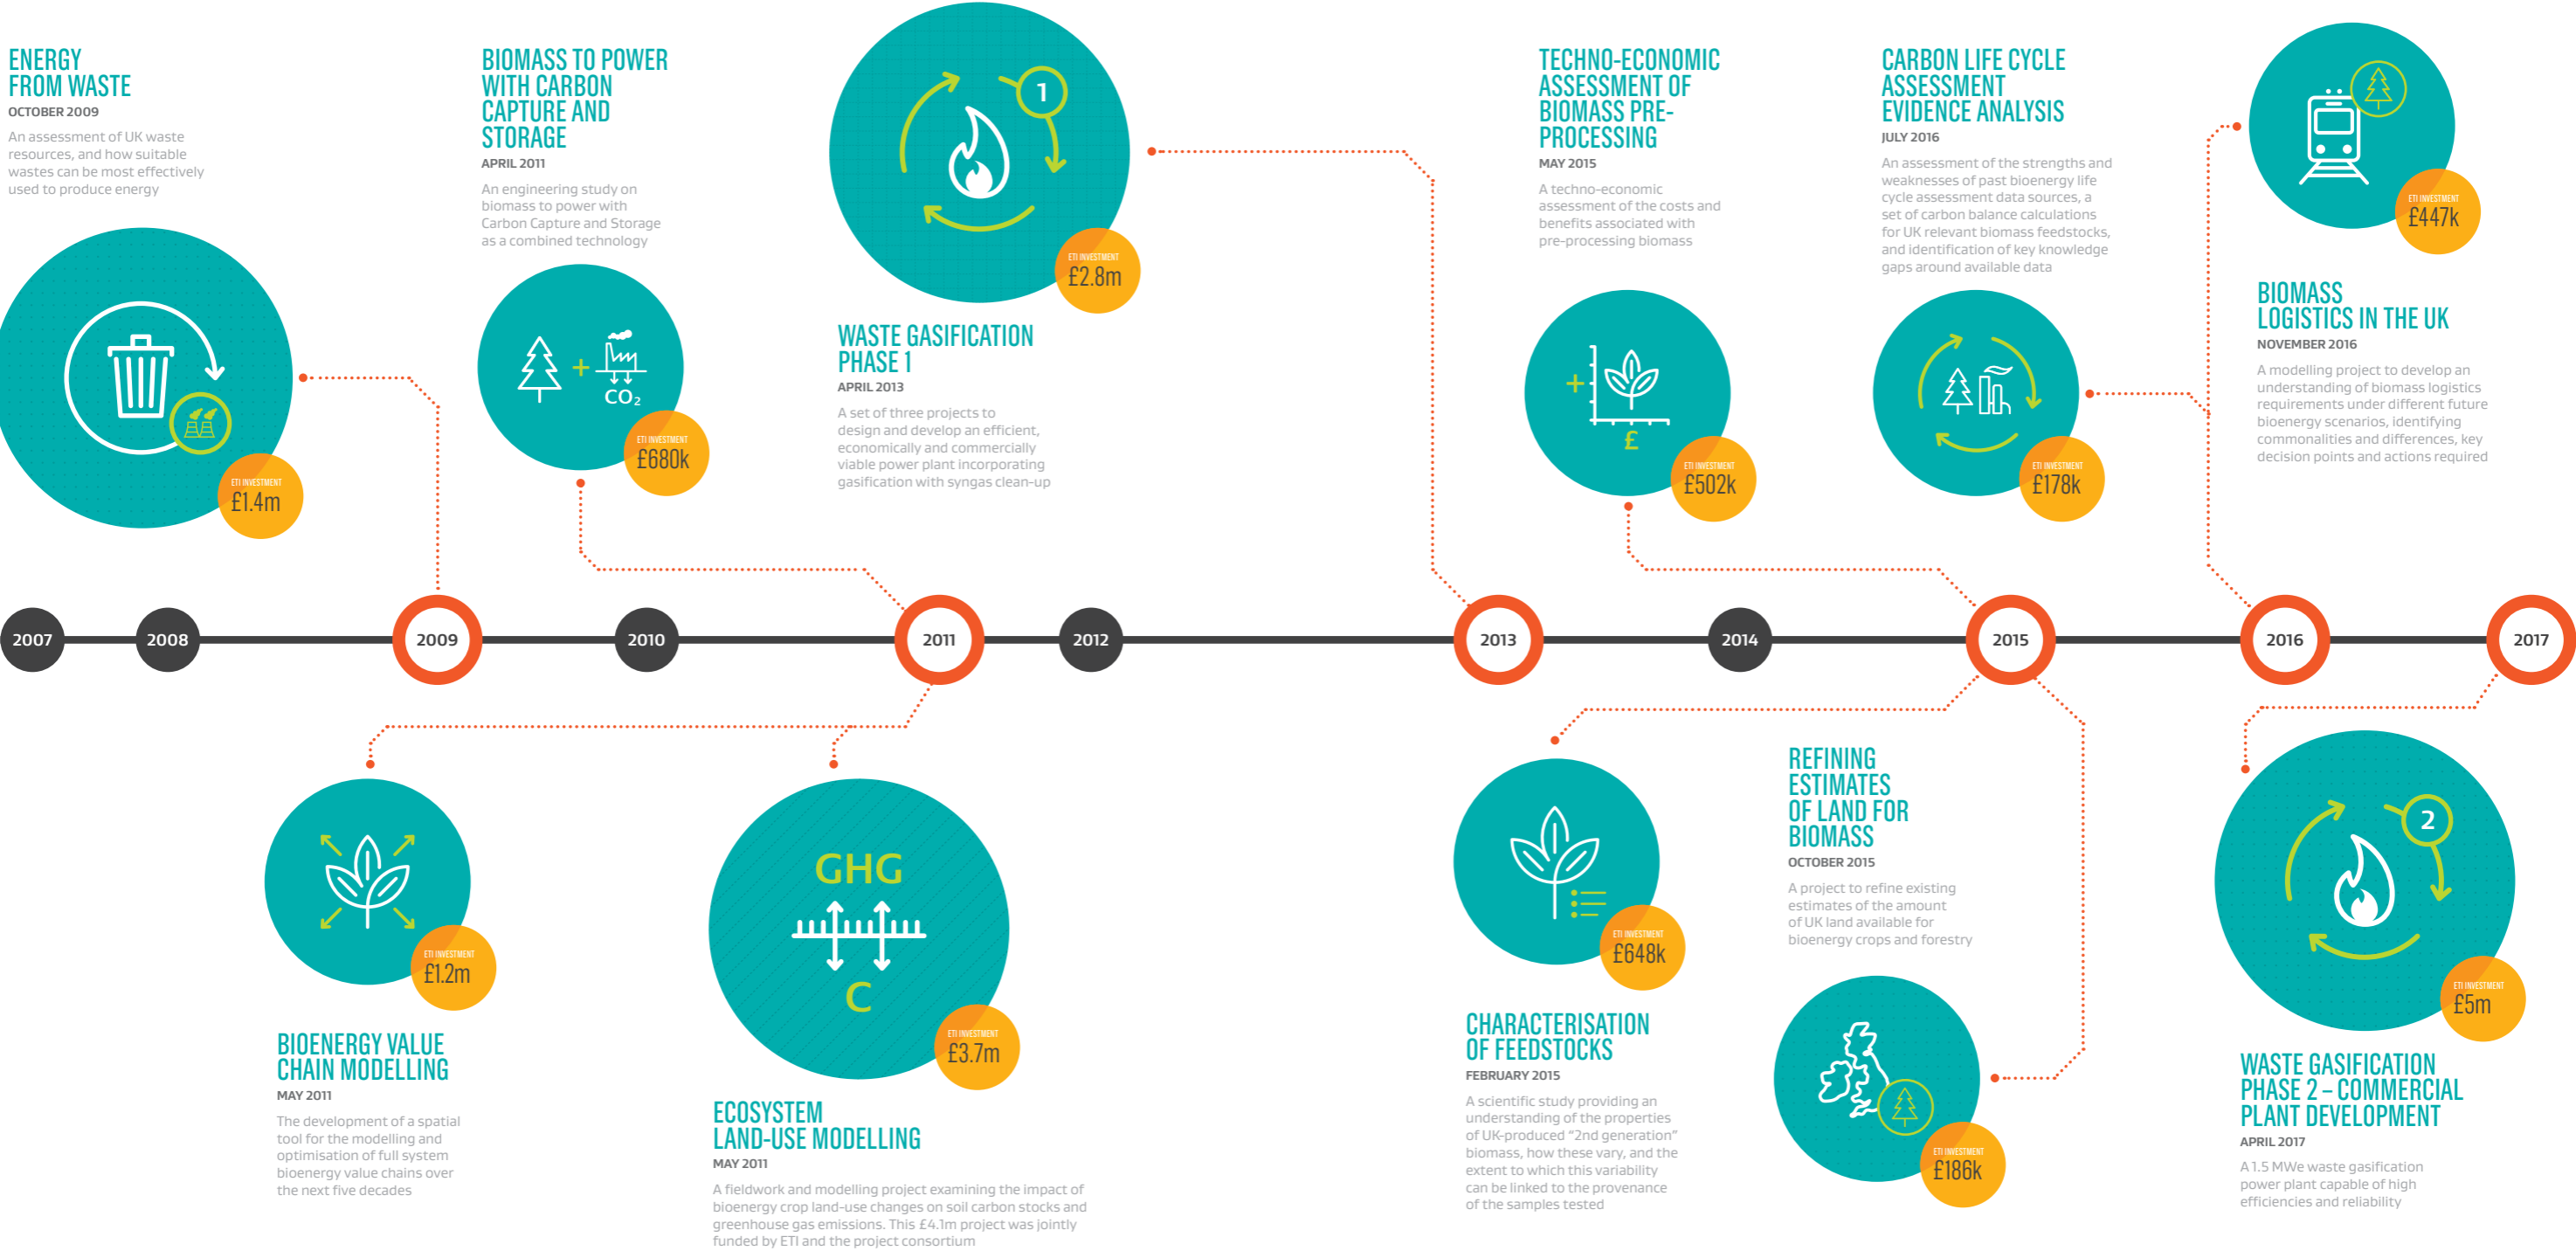 ENERGY
FROM WASTE
OCTOBER 2009
An assessment of UK waste
resources, and how suitable
wastes can be most effectively
used to produce energy
ETI INVESTMENT
£1.4m
BIOMASS TO POWER
WITH CARBON
CAPTURE AND
STORAGE
APRIL 2011
An engineering study on
biomass to power with
Carbon Capture and Storage
as a combined technology
+
CO₂
ETI INVESTMENT
£680k
1
ETI INVESTMENT
£2.8m
WASTE GASIFICATION
PHASE 1
APRIL 2013
A set of three projects to
design and develop an efficient,
economically and commercially
viable power plant incorporating
gasification with syngas clean-up
TECHNO-ECONOMIC
ASSESSMENT OF
BIOMASS PRE-
PROCESSING
MAY 2015
A techno-economic
assessment of the costs and
benefits associated with
pre-processing biomass
+
£
ETI INVESTMENT
£502k
CARBON LIFE CYCLE
ASSESSMENT
EVIDENCE ANALYSIS
JULY 2016
An assessment of the strengths and
weaknesses of past bioenergy life
cycle assessment data sources, a
set of carbon balance calculations
for UK relevant biomass feedstocks,
and identification of key knowledge
gaps around available data
ETI INVESTMENT
£178k
ETI INVESTMENT
£447k
BIOMASS
LOGISTICS IN THE UK
NOVEMBER 2016
A modelling project to develop an
understanding of biomass logistics
requirements under different future
bioenergy scenarios, identifying
commonalities and differences, key
decision points and actions required
2007
2008
2009
2010
2011
2012
2013
2014
2015
2016
2017
ETI INVESTMENT
£1.2m
BIOENERGY VALUE
CHAIN MODELLING
MAY 2011
The development of a spatial
tool for the modelling and
optimisation of full system
bioenergy value chains over
the next five decades
GHG
C
ETI INVESTMENT
£3.7m
ECOSYSTEM
LAND-USE MODELLING
MAY 2011
A fieldwork and modelling project examining the impact of
bioenergy crop land-use changes on soil carbon stocks and
greenhouse gas emissions. This £4.1m project was jointly
funded by ETI and the project consortium
ETI INVESTMENT
£648k
CHARACTERISATION
OF FEEDSTOCKS
FEBRUARY 2015
A scientific study providing an
understanding of the properties
of UK-produced “2nd generation”
biomass, how these vary, and the
extent to which this variability
can be linked to the provenance
of the samples tested
REFINING
ESTIMATES
OF LAND FOR
BIOMASS
OCTOBER 2015
A project to refine existing
estimates of the amount
of UK land available for
bioenergy crops and forestry
ETI INVESTMENT
£186k
2
ETI INVESTMENT
£5m
WASTE GASIFICATION
PHASE 2 – COMMERCIAL
PLANT DEVELOPMENT
APRIL 2017
A 1.5 MWe waste gasification
power plant capable of high
efficiencies and reliability